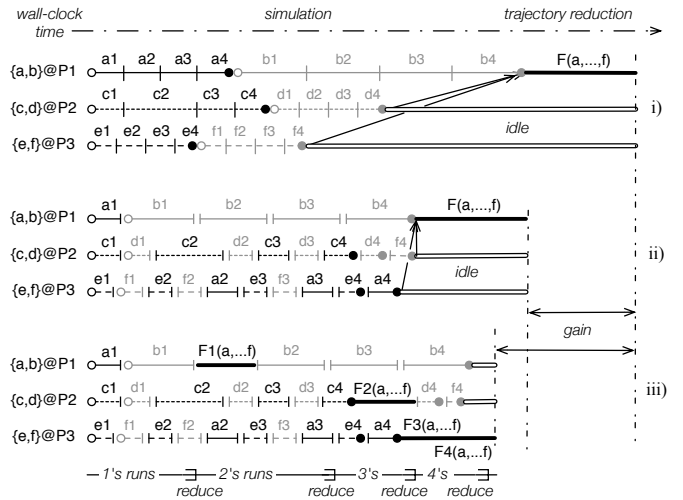 wall-clock simulation trajectory reduction
time
a1 a2 a3 a4 b1 b2 b3 b4 F(a,...,f)
{a,b}@P1
c1 c2 c3 c4 d1 d2 d3 d4
{c,d}@P2 i)
e1 e2 e3 e4 f1 f2 f3 f4 idle
{e,f}@P3
a1 b1 b2 b3 b4 F(a,...,f)
{a,b}@P1
c1 d1 c2 d2 c3 d3 c4 d4 f4
{c,d}@P2 ii)
e1 f1 e2 f2 a2 e3 f3 a3 e4 a4 idle
{e,f}@P3
gain
a1 b1 F1(a,...f) b2 b3 b4
{a,b}@P1
c1 d1 c2 d2 c3 d3 c4 F2(a,...f) d4 f4 iii)
{c,d}@P2
e1 f1 e2 f2 a2 e3 f3 a3 e4 a4 F3(a,...f)
{e,f}@P3
F4(a,...f)
1's runs 2's runs 3's 4's
reduce reduce reduce reduce